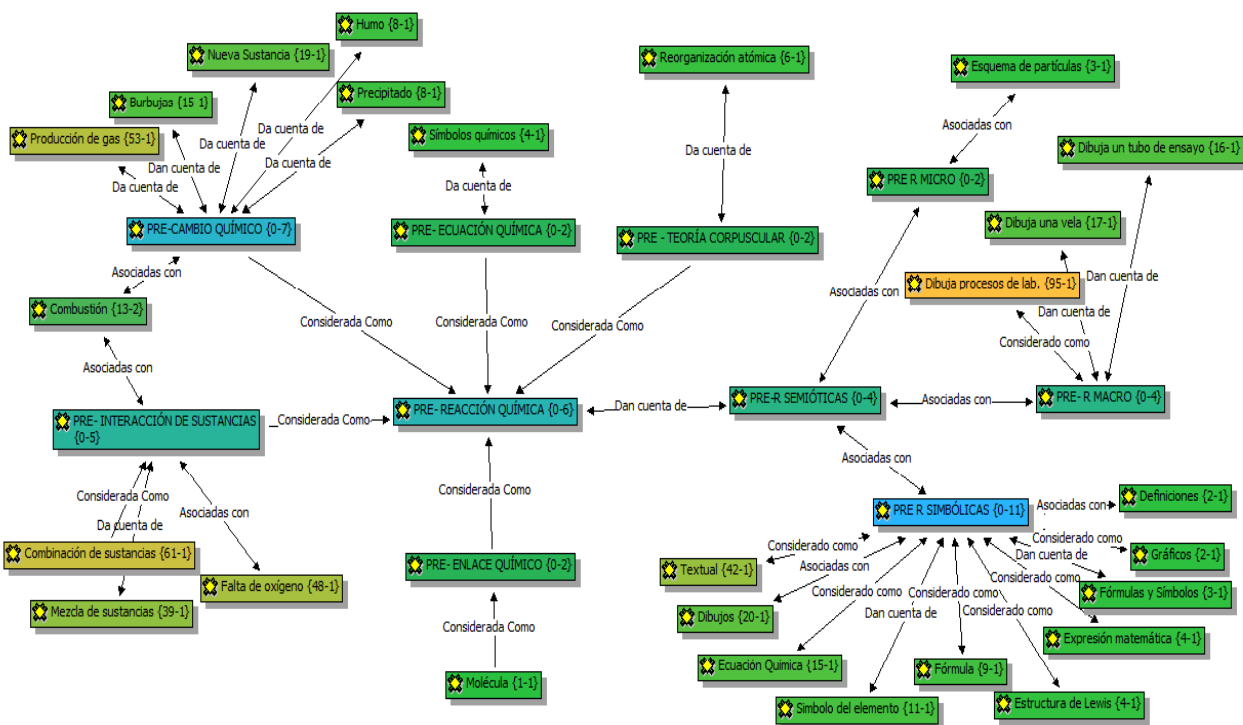 Humo {8-1}
Nueva Sustancia {19-1}
Reorganización atómica {6-1}
Esquema de partículas {3-1}
Burbujas {15-1}
Precipitado {8-1}
Producción de gas {53-1}
Símbolos químicos {4-1}
Dibuja un tubo de ensayo {16-1}
Da cuenta de
Da cuenta de
Da cuenta de
Dan cuenta de
Da cuenta de
Da cuenta de
Da cuenta de
Asociadas con
PRE R MICRO {0-2}
PRE-CAMBIO QUÍMICO {0-7}
PRE- ECUACIÓN QUÍMICA {0-2}
PRE - TEORÍA CORPUSCULAR {0-2}
Dibuja una vela {17-1}
Dan cuenta de
Asociadas con
Asociadas con
Dibuja procesos de lab. {95-1}
Combustión {13-2}
Dan cuenta de
Considerada Como
Considerada Como
Considerada Como
Considerado como
Asociadas con
PRE- INTERACCIÓN DE SUSTANCIAS
{0-5}
Considerada Como
PRE- REACCIÓN QUÍMICA {0-6}
Dan cuenta de
PRE-R SEMIÓTICAS {0-4}
Asociadas con
PRE- R MACRO {0-4}
Asociadas con
Considerada Como
Da cuenta de
Asociadas con
Considerada Como
PRE R SIMBÓLICAS {0-11}
Asociadas con
Definiciones {2-1}
Combinación de sustancias {61-1}
Falta de oxígeno {48-1}
Mezcla de sustancias {39-1}
PRE- ENLACE QUÍMICO {0-2}
Considerada Como
Molécula {1-1}
Considerado como
Considerado como
Gráficos {2-1}
Textual {42-1}
Asociadas con
Dan cuenta de
Considerado como
Considerado como
Considerado como
Fórmulas y Símbolos {3-1}
Dibujos {20-1}
Dan cuenta de
Considerado como
Expresión matemática {4-1}
Ecuación Quimica {15-1}
Fórmula {9-1}
Simbolo del elemento {11-1}
Estructura de Lewis {4-1}